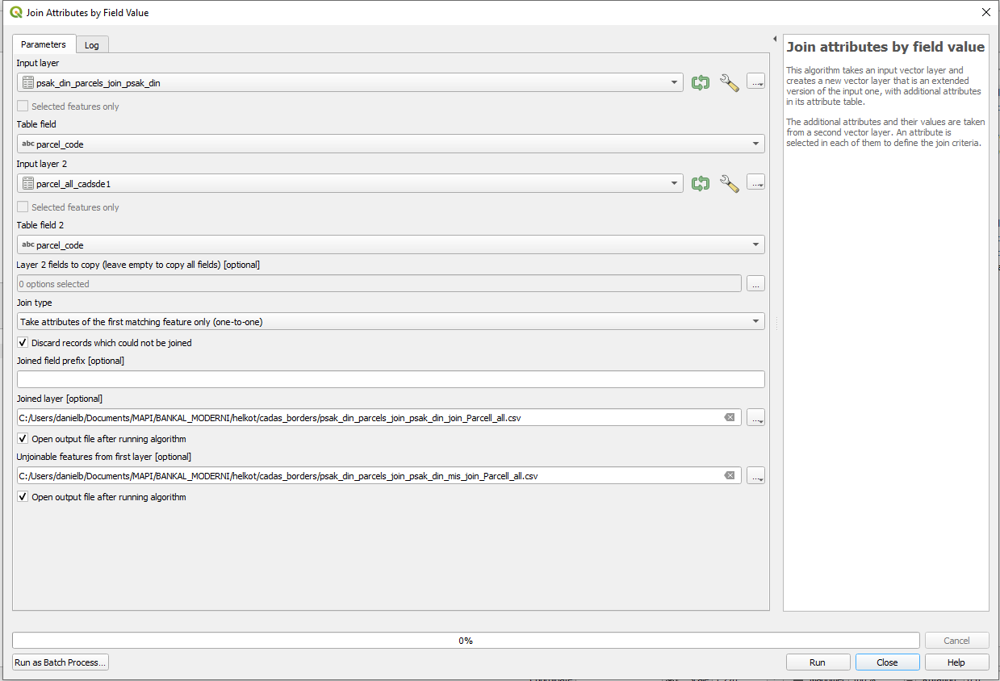 Join Attributes by Field Value
Parameters
Log
Input layer
psak_din_parcels_join_psak_din
...
Selected features only
Table field
abc parcel_code
Input layer 2
parcel_all_cadsde1
...
Selected features only
Table field 2
abc parcel_code
Layer 2 fields to copy (leave empty to copy all fields) [optional]
0 options selected
...
Join type
Take attributes of the first matching feature only (one-to-one)
Discard records which could not be joined
Joined field prefix [optional]
Joined layer [optional]
C:/Users/danielb/Documents/MAPI/BANKAL_MODERNI/helkot/cadas_borders/psak_din_parcels_join_psak_din_join_Parcell_all.csv
...
Open output file after running algorithm
Unjoinable features from first layer [optional]
C:/Users/danielb/Documents/MAPI/BANKAL_MODERNI/helkot/cadas_borders/psak_din_parcels_join_psak_din_mis_join_Parcell_all.csv
...
Open output file after running algorithm
Join attributes by field value
This algorithm takes an input vector layer and
creates a new vector layer that is an extended
version of the input one, with additional attributes
in its attribute table.
The additional attributes and their values are taken
from a second vector layer. An attribute is
selected in each of them to define the join criteria.
0%
Cancel
Run as Batch Process...
Run
Close
Help